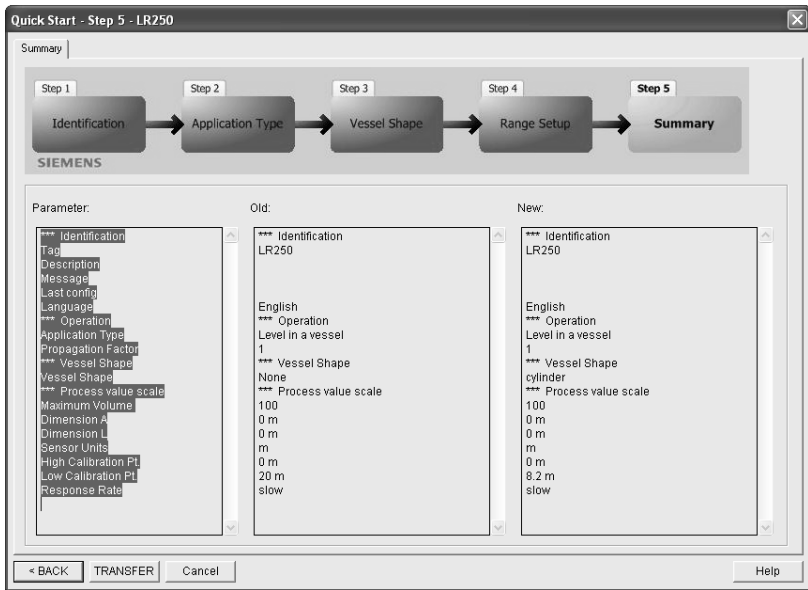 Quick Start - Step 5 - LR250
Summary
Step 1
Step 2
Step 3
Step 4
Step 5
Identification
Application Type
Vessel Shape
Range Setup
Summary
SIEMENS
Parameter:
*** Identification
Tag
Description
Message
Last config
Language
*** Operation
Application Type
Propagation Factor
*** Vessel Shape
Vessel Shape
*** Process value scale
Maximum Volume
Dimension A
Dimension L
Sensor Units
High Calibration Pt.
Low Calibration Pt.
Response Rate
Old:
*** Identification
LR250
English
*** Operation
Level in a vessel
1
*** Vessel Shape
None
*** Process value scale
100
0 m
0 m
m
0 m
20 m
slow
New:
*** Identification
LR250
English
*** Operation
Level in a vessel
1
*** Vessel Shape
cylinder
*** Process value scale
100
0 m
0 m
m
0 m
8.2 m
slow
< BACK
TRANSFER
Cancel
Help